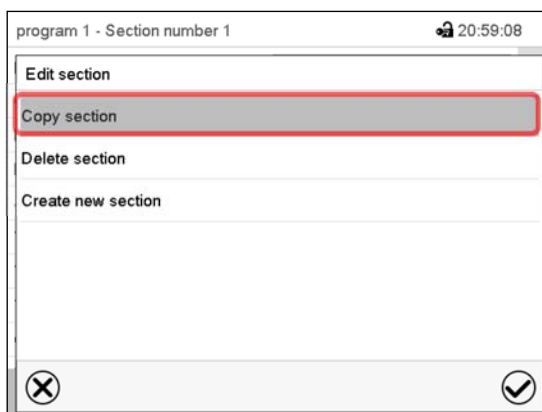 program 1 - Section number 1 20:59:08
Edit section
Copy section
Delete section
Create new section